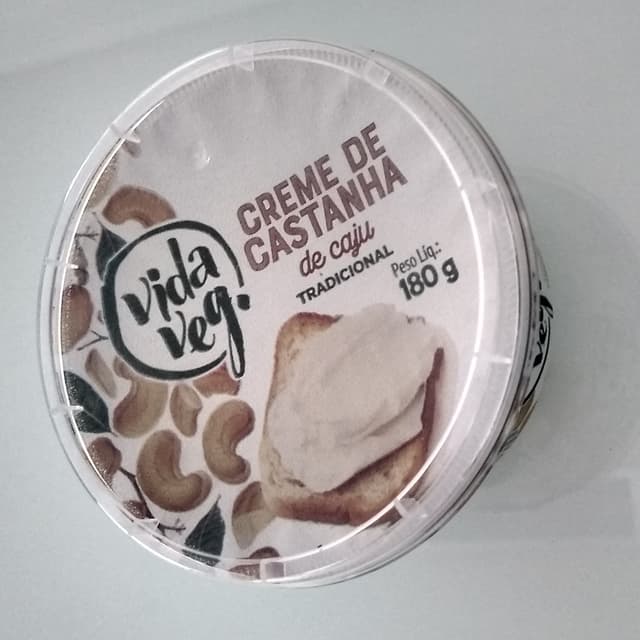 vida
veg.
CREME DE
CASTANHA
de caju
TRADICIONAL
Peso Líq.:
180 g